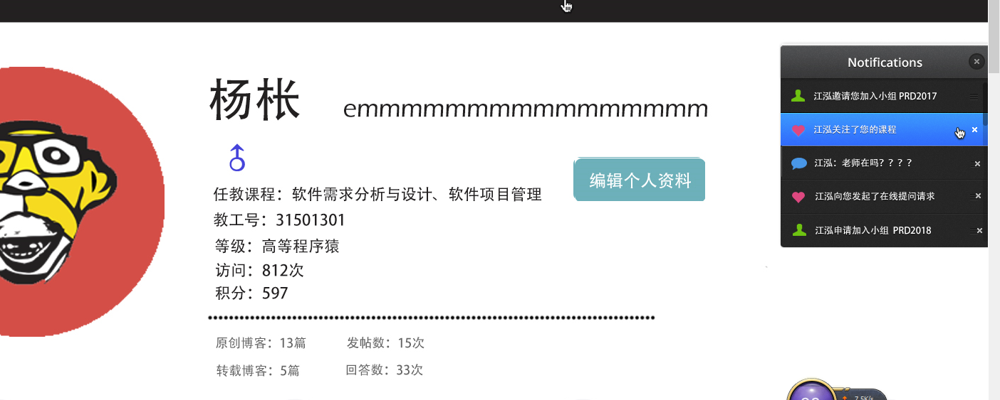 Notifications
江泓邀请您加入小组 PRD2017
江泓关注了您的课程
江泓：老师在吗？？？？
江泓向您发起了在线提问请求
江泓申请加入小组 PRD2018
杨枨 emmmmmmmmmmmmmmmm
编辑个人资料
任教课程：软件需求分析与设计、软件项目管理
教工号：31501301
等级：高等程序猿
访问：812次
积分：597
原创博客：13篇 发帖数：15次
转载博客：5篇 回答数：33次
7.5K/s